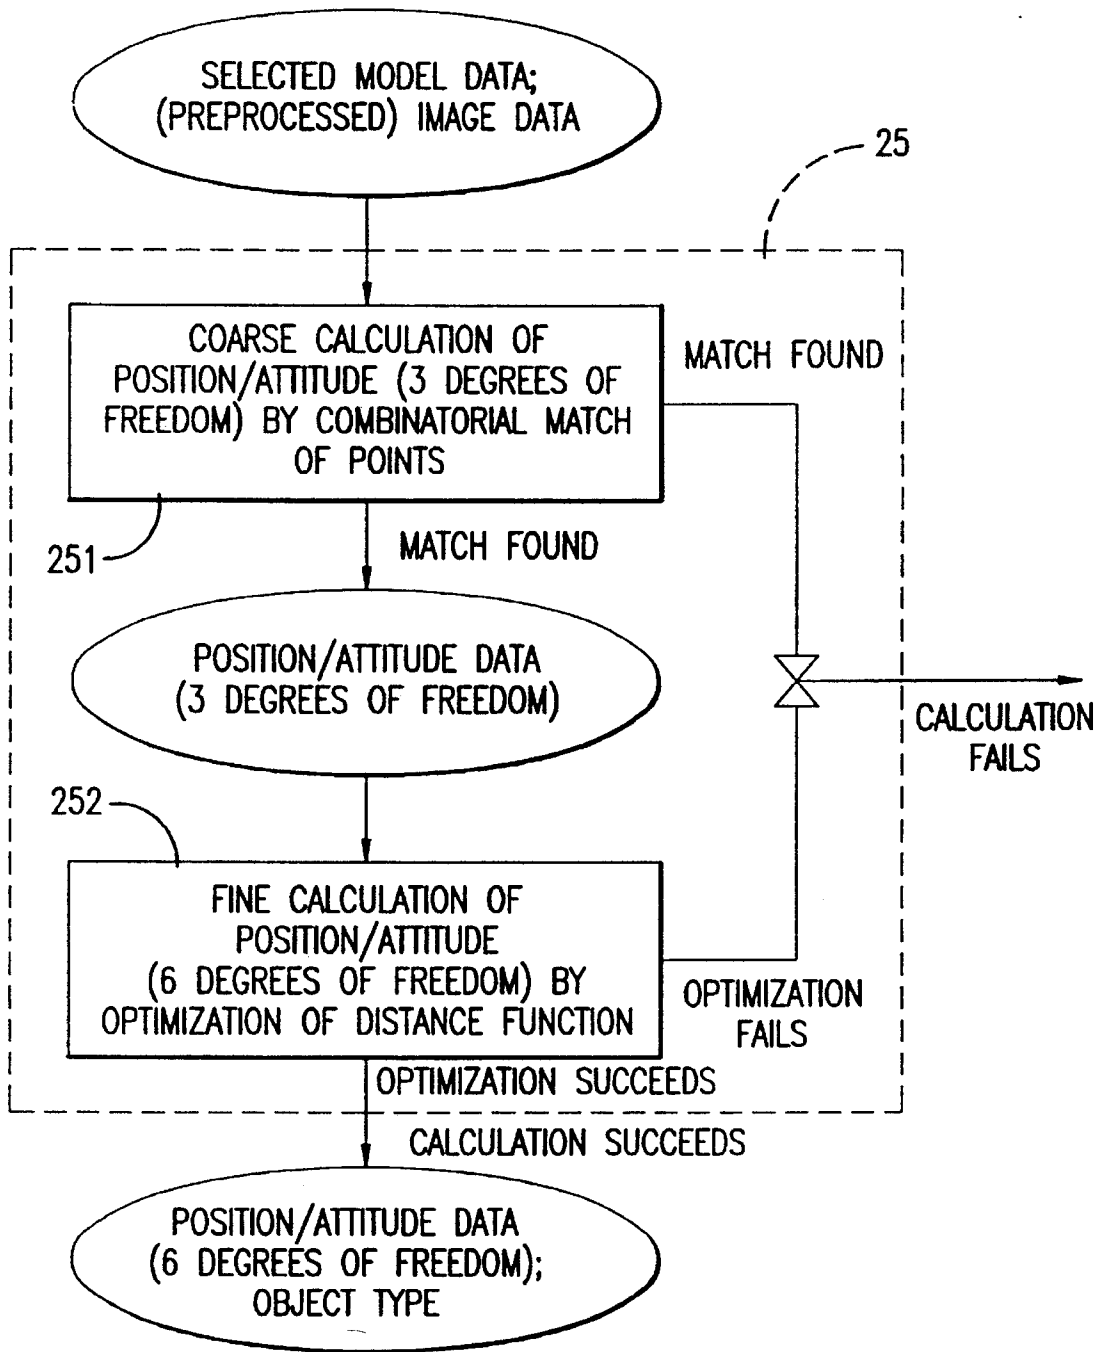 SELECTED MODEL DATA;
(PREPROCESSED) IMAGE DATA
25
COARSE CALCULATION OF
POSITION/ATTITUDE (3 DEGREES OF
FREEDOM) BY COMBINATORIAL MATCH
OF POINTS
MATCH FOUND
251
MATCH FOUND
POSITION/ATTITUDE DATA
(3 DEGREES OF FREEDOM)
CALCULATION
FAILS
252
FINE CALCULATION OF
POSITION/ATTITUDE
(6 DEGREES OF FREEDOM) BY
OPTIMIZATION OF DISTANCE FUNCTION
OPTIMIZATION
FAILS
OPTIMIZATION SUCCEEDS
CALCULATION SUCCEEDS
POSITION/ATTITUDE DATA
(6 DEGREES OF FREEDOM);
OBJECT TYPE